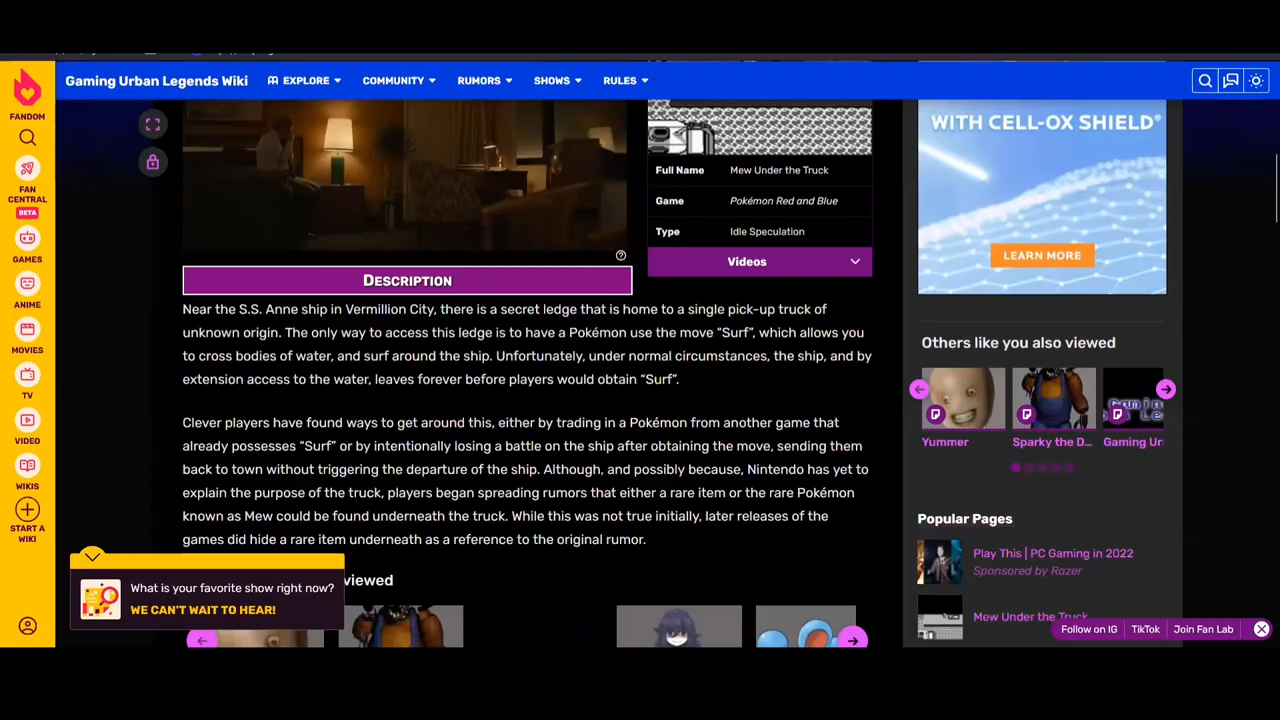 Gaming Urban Legends Wiki
EXPLORE
COMMUNITY
RUMORS
SHOWS
RULES
FANDOM
FAN
CENTRAL
BETA
GAMES
ANIME
MOVIES
TV
VIDEO
WIKIS
START A
WIKI
Full Name Mew Under the Truck
Game Pokémon Red and Blue
Type Idle Speculation
Videos
DESCRIPTION
Near the S.S. Anne ship in Vermillion City, there is a secret ledge that is home to a single pick-up truck of
unknown origin. The only way to access this ledge is to have a Pokémon use the move “Surf”, which allows you
to cross bodies of water, and surf around the ship. Unfortunately, under normal circumstances, the ship, and by
extension access to the water, leaves forever before players would obtain “Surf”.
Clever players have found ways to get around this, either by trading in a Pokémon from another game that
already possesses “Surf” or by intentionally losing a battle on the ship after obtaining the move, sending them
back to town without triggering the departure of the ship. Although, and possibly because, Nintendo has yet to
explain the purpose of the truck, players began spreading rumors that either a rare item or the rare Pokémon
known as Mew could be found underneath the truck. While this was not true initially, later releases of the
games did hide a rare item underneath as a reference to the original rumor.
viewed
What is your favorite show right now?
WE CAN'T WAIT TO HEAR!
WITH CELL-OX SHIELD®
LEARN MORE
Others like you also viewed
Yummer
Sparky the D...
Gaming Ur
Popular Pages
Play This | PC Gaming in 2022
Sponsored by Razer
Mew Under the Truck
Follow on IG
TikTok
Join Fan Lab